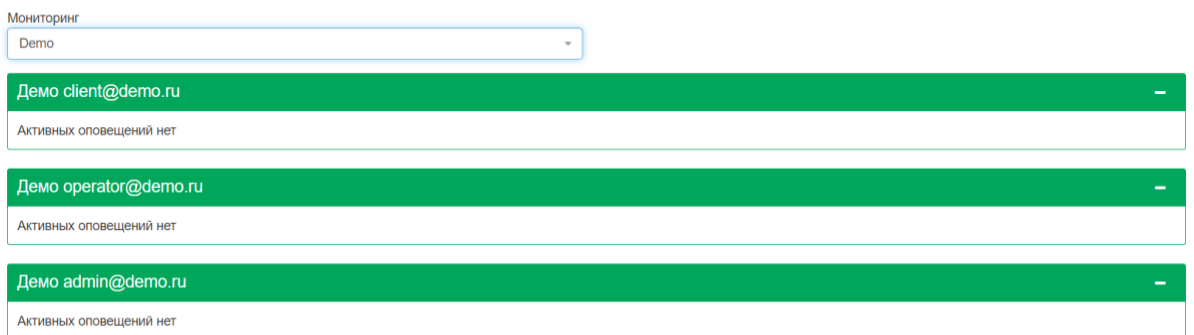 Мониторинг
Demo
Демо client@demo.ru
Активных оповещений нет
Демо operator@demo.ru
Активных оповещений нет
Демо admin@demo.ru
Активных оповещений нет